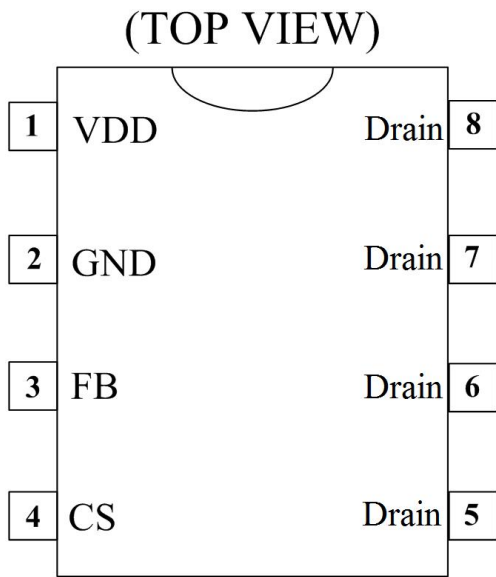 (TOP VIEW)
1 VDD Drain 8
2 GND Drain 7
3 FB Drain 6
4 CS Drain 5